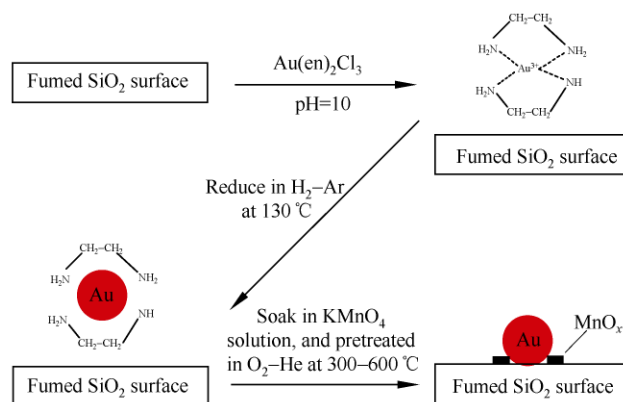 CH₂–CH₂
H₂N
NH₂
Au³⁺
H₂N
NH
CH₂–CH₂
Au(en)₂Cl₃
pH=10
Fumed SiO₂ surface
Fumed SiO₂ surface
Reduce in H₂–Ar
at 130 ℃
CH₂–CH₂
H₂N
NH₂
Au
H₂N
NH
CH₂–CH₂
Fumed SiO₂ surface
Soak in KMnO₄
solution, and pretreated
in O₂–He at 300–600 ℃
MnOₓ
Au
Fumed SiO₂ surface